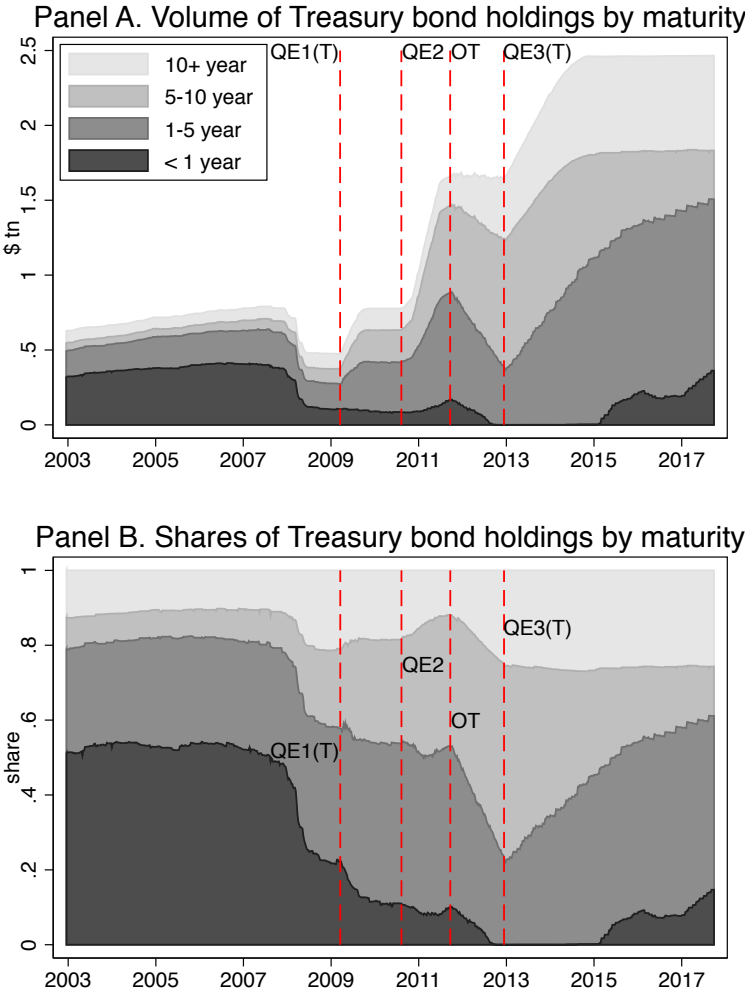 Panel A. Volume of Treasury bond holdings by maturity
QE1(T) QE2 OT QE3(T)
10+ year
5-10 year
1-5 year
< 1 year
2.5
2
1.5
1
.5
0
$ tn
2003 2005 2007 2009 2011 2013 2015 2017
Panel B. Shares of Treasury bond holdings by maturity
1
.8
.6
.4
.2
0
share
QE3(T)
QE2
OT
QE1(T)
2003 2005 2007 2009 2011 2013 2015 2017